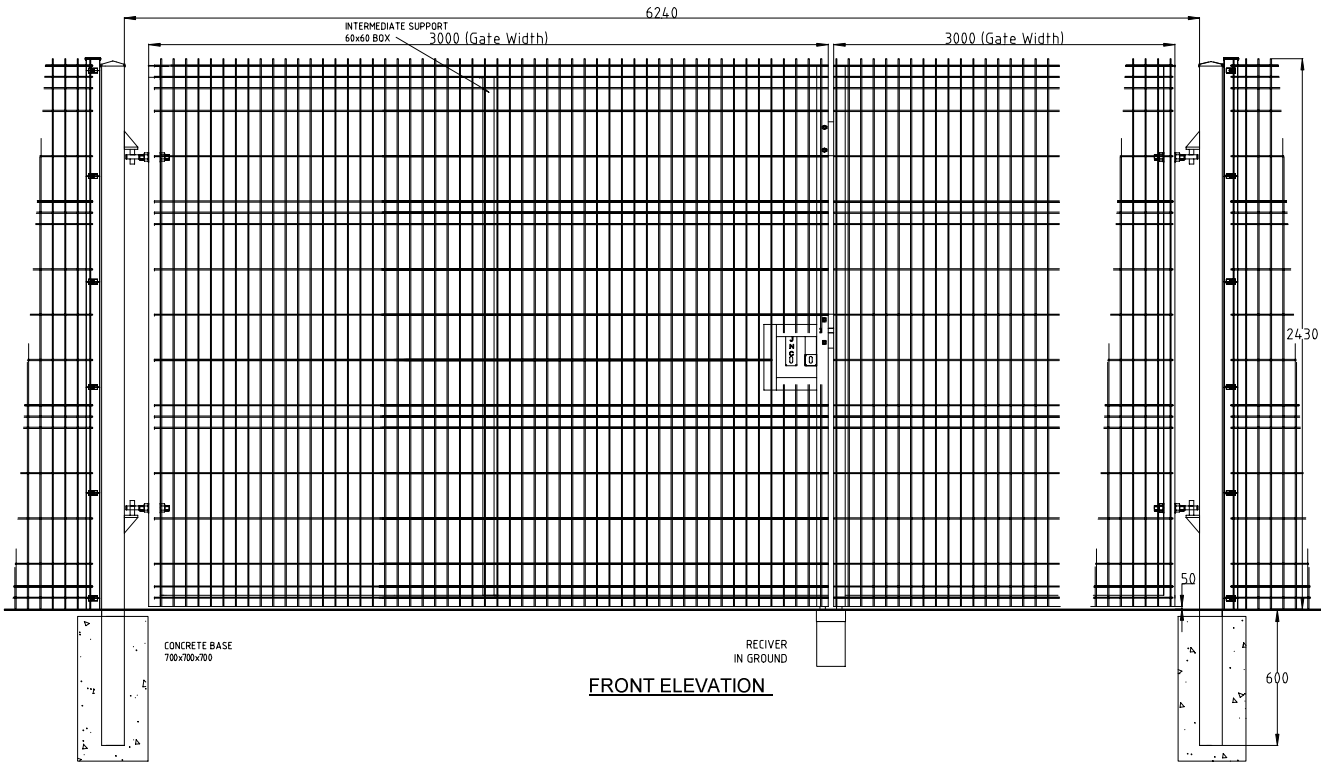 6240
INTERMEDIATE SUPPORT
60x60 BOX
3000 (Gate Width)
3000 (Gate Width)
2430
50
CONCRETE BASE
700x700x700
RECIVER
IN GROUND
600
FRONT ELEVATION